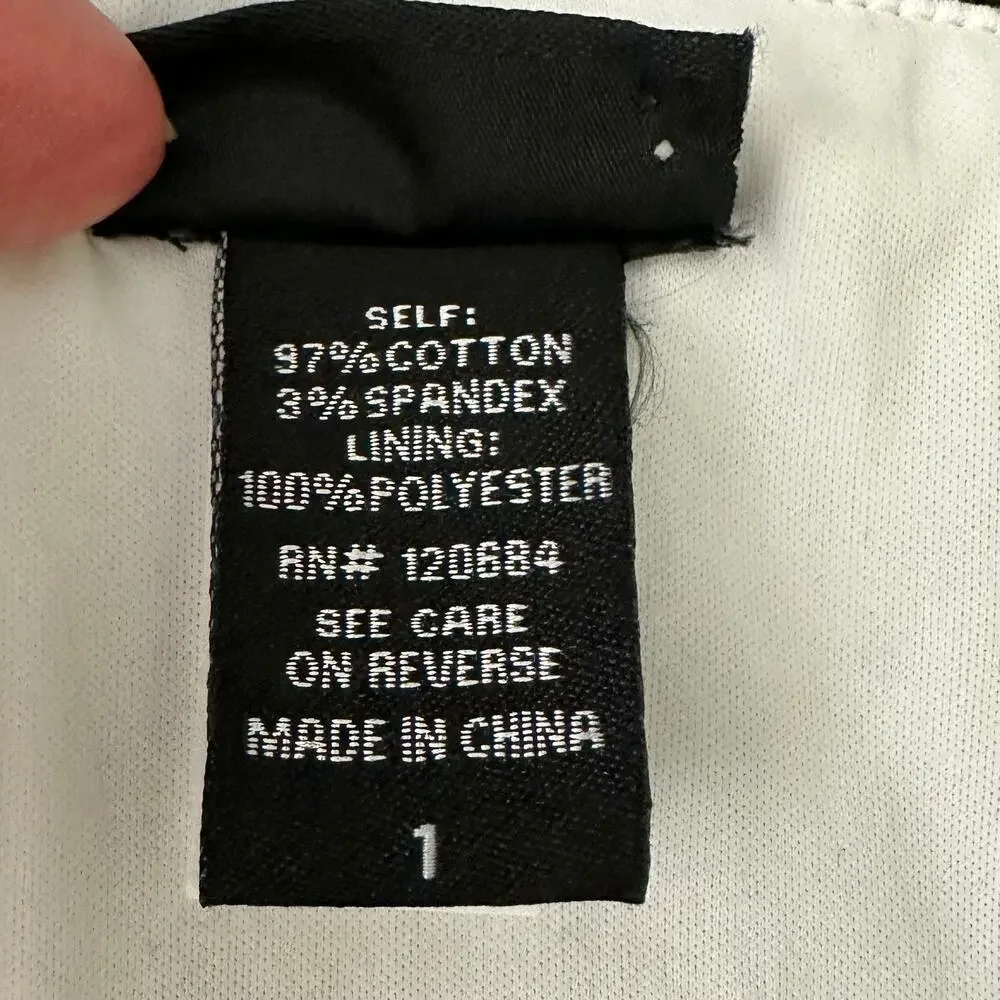 SELF:
97%COTTON
3%SPANDEX
LINING:
100%POLYESTER
RN# 120684
SEE CARE
ON REVERSE
MADE IN CHINA
1